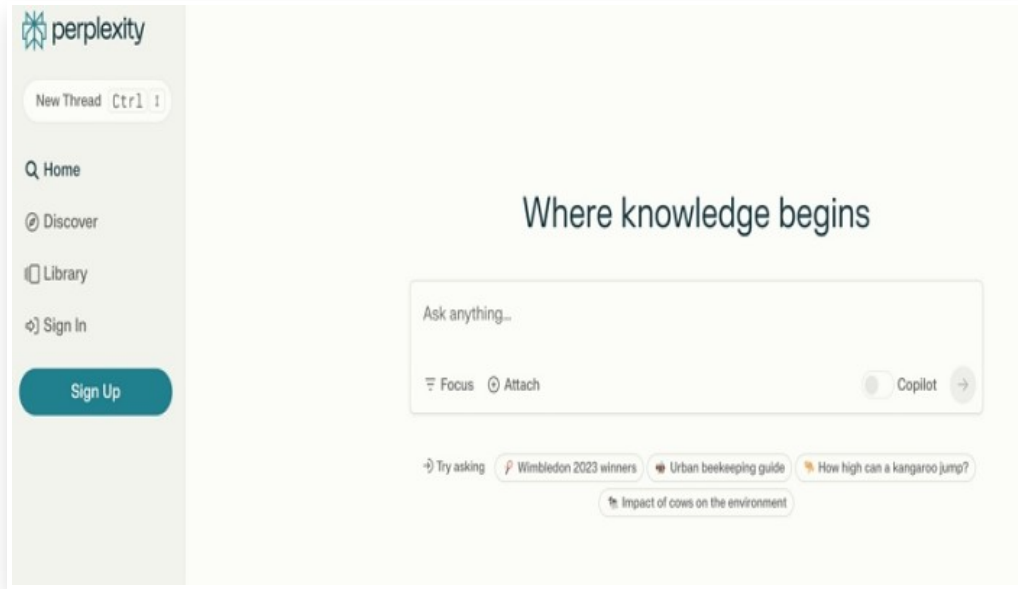 perplexity
New Thread Ctrl I
Home
Discover
Library
Sign In
Sign Up
Where knowledge begins
Ask anything...
Focus Attach Copilot
Try asking Wimbledon 2023 winners Urban beekeeping guide How high can a kangaroo jump?
Impact of cows on the environment